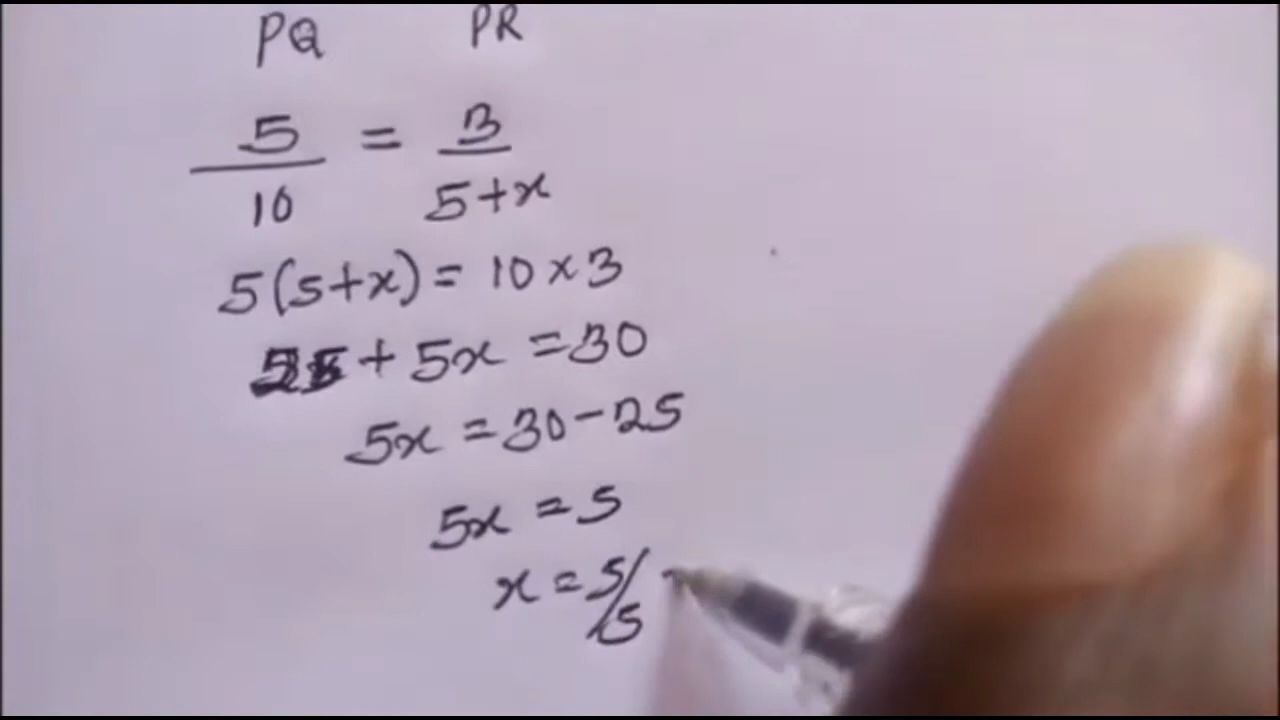 PQ PR
5/10 = 3/5+x
5(5+x) = 10 x 3
25 + 5x = 30
5x = 30 - 25
5x = 5
x = 5/5